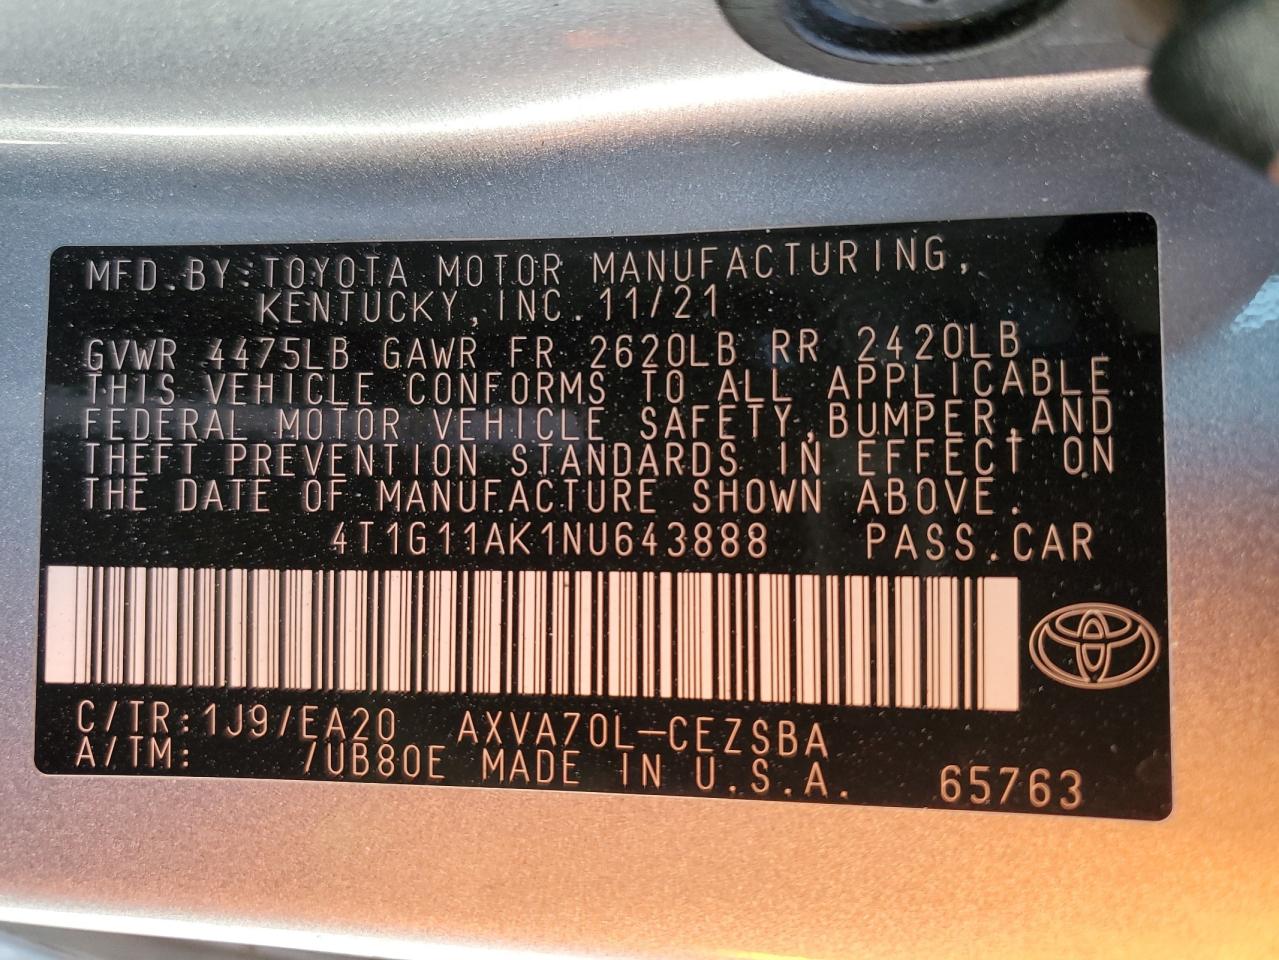 MFD.BY:TOYOTA MOTOR MANUFACTURING,
KENTUCKY,INC.11/21
GVWR 4475LB GAWR FR 2620LB RR 2420LB
THIS VEHICLE CONFORMS TO ALL APPLICABLE
FEDERAL MOTOR VEHICLE SAFETY,BUMPER,AND
THEFT PREVENTION STANDARDS IN EFFECT ON
THE DATE OF MANUFACTURE SHOWN ABOVE.
4T1G11AK1NU643888 PASS.CAR
C/TR:1J9/EA20 AXVA70L-CEZSBA
A/TM: /UB80E MADE IN U.S.A. 65763